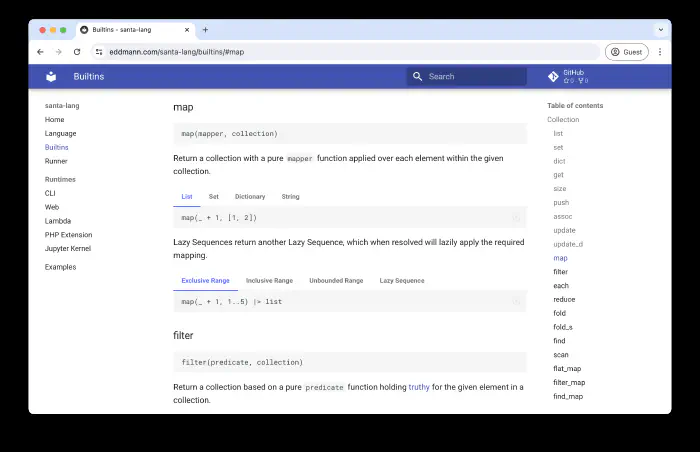 Builtins - santa-lang
eddmann.com/santa-lang/builtins/#map
Guest
Builtins
Search
GitHub
0 0
santa-lang
Home
Language
Builtins
Runner
Runtimes
CLI
Web
Lambda
PHP Extension
Jupyter Kernel
Examples
map
map(mapper, collection)
Return a collection with a pure mapper function applied over each element within the given
collection.
List Set Dictionary String
map(_ + 1, [1, 2])
Lazy Sequences return another Lazy Sequence, which when resolved will lazily apply the required
mapping.
Exclusive Range Inclusive Range Unbounded Range Lazy Sequence
map(_ + 1, 1..5) |> list
filter
filter(predicate, collection)
Return a collection based on a pure predicate function holding truthy for the given element in a
collection.
Table of contents
Collection
list
set
dict
get
size
push
assoc
update
update_d
map
filter
each
reduce
fold
fold_s
find
scan
flat_map
filter_map
find_map